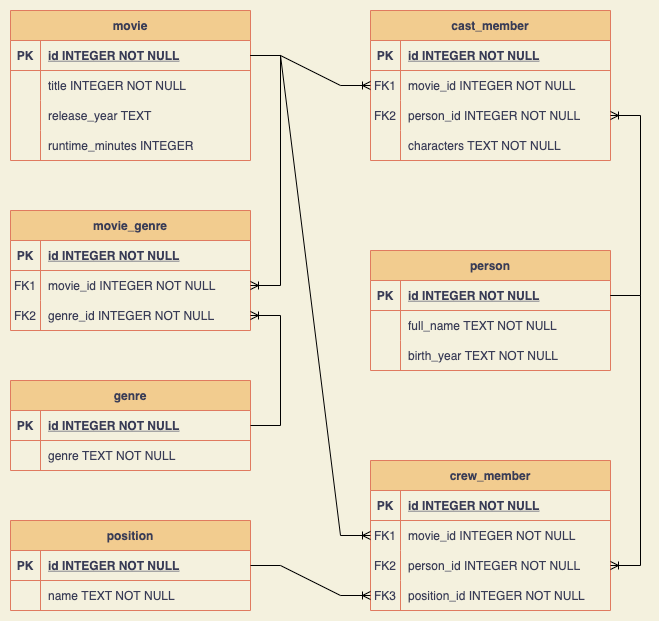 movie
PK id INTEGER NOT NULL
title INTEGER NOT NULL
release_year TEXT
runtime_minutes INTEGER
movie_genre
PK id INTEGER NOT NULL
FK1 movie_id INTEGER NOT NULL
FK2 genre_id INTEGER NOT NULL
genre
PK id INTEGER NOT NULL
genre TEXT NOT NULL
position
PK id INTEGER NOT NULL
name TEXT NOT NULL
cast_member
PK id INTEGER NOT NULL
FK1 movie_id INTEGER NOT NULL
FK2 person_id INTEGER NOT NULL
characters TEXT NOT NULL
person
PK id INTEGER NOT NULL
full_name TEXT NOT NULL
birth_year TEXT NOT NULL
crew_member
PK id INTEGER NOT NULL
FK1 movie_id INTEGER NOT NULL
FK2 person_id INTEGER NOT NULL
FK3 position_id INTEGER NOT NULL